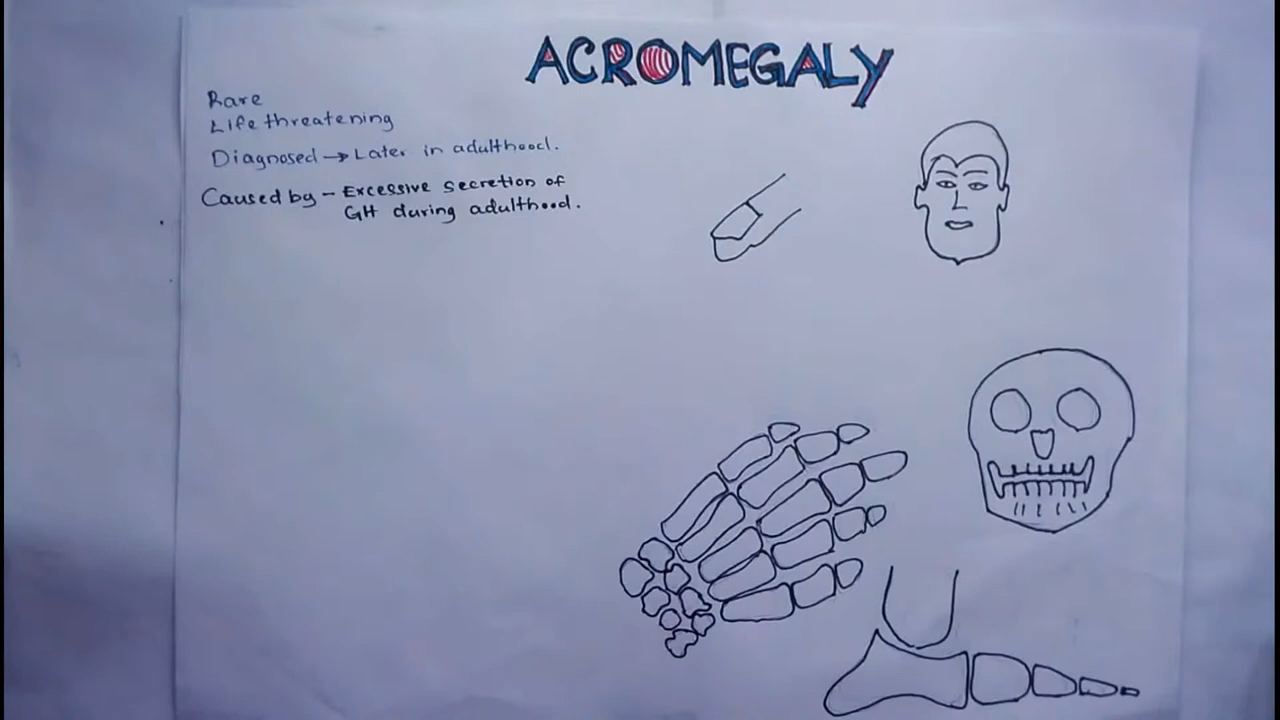 ACROMEGALY
Rare
Life threatening
Diagnosed → Later in adulthood.
Caused by – Excessive secretion of
GH during adulthood.